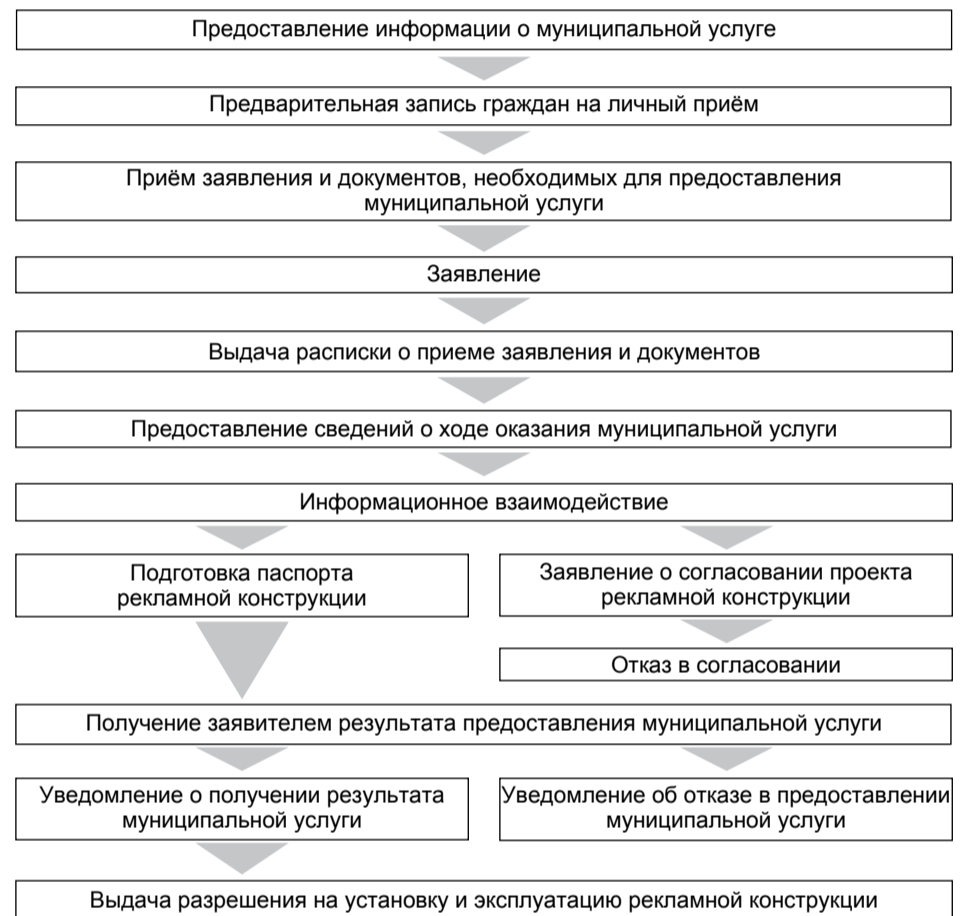 Предоставление информации о муниципальной услуге
Предварительная запись граждан на личный приём
Приём заявления и документов, необходимых для предоставления
муниципальной услуги
Заявление
Выдача расписки о приеме заявления и документов
Предоставление сведений о ходе оказания муниципальной услуги
Информационное взаимодействие
Подготовка паспорта
рекламной конструкции
Заявление о согласовании проекта
рекламной конструкции
Отказ в согласовании
Получение заявителем результата предоставления муниципальной услуги
Уведомление о получении результата
муниципальной услуги
Уведомление об отказе в предоставлении
муниципальной услуги
Выдача разрешения на установку и эксплуатацию рекламной конструкции